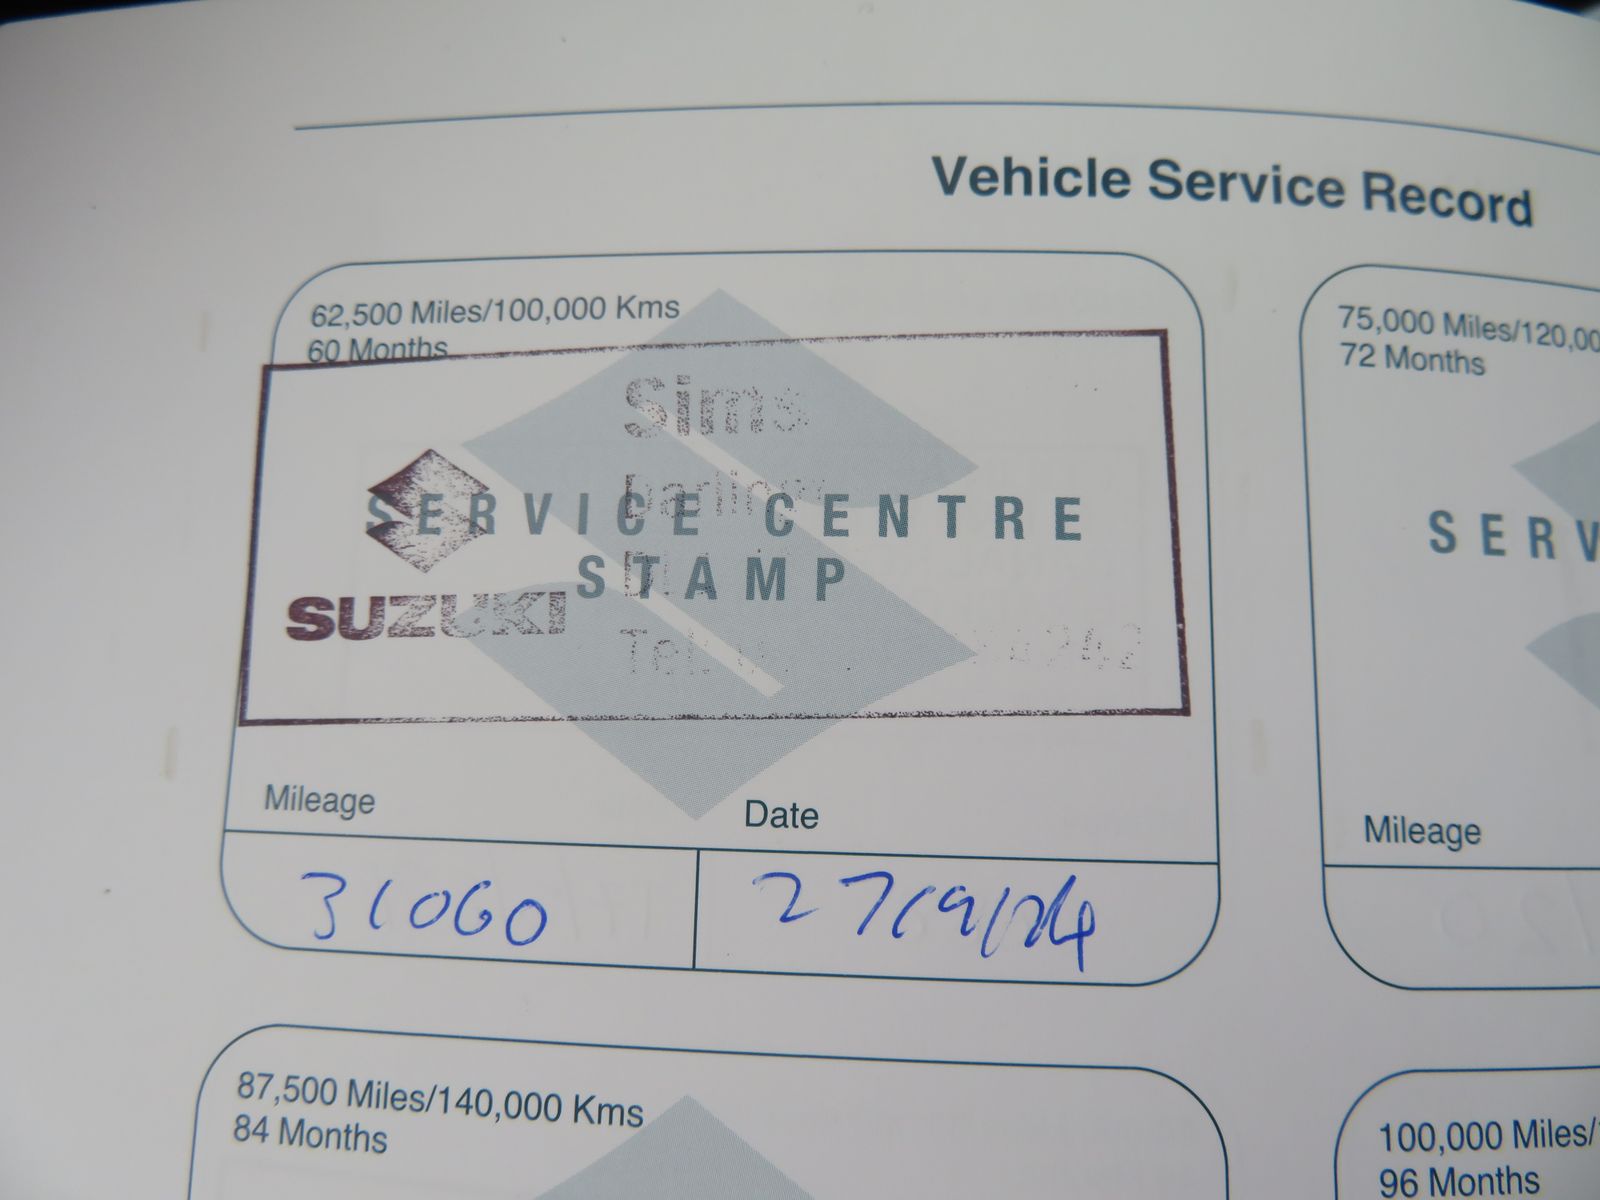 Vehicle Service Record
62,500 Miles/100,000 Kms
60 Months
Sims
SERVICE CENTRE
STAMP
SUZUKI
Mileage
Date
31060
27/9/24
75,000 Miles/120,00
72 Months
SERV
Mileage
87,500 Miles/140,000 Kms
84 Months
100,000 Miles/
96 Months